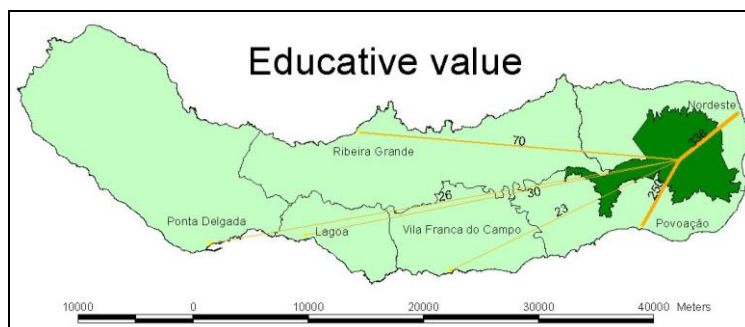 Educative value
Nordeste
336
70
Ribeira Grande
26
30
250
23
Ponta Delgada
Lagoa
Vila Franca do Campo
Povoação
10000 0 10000 20000 30000 40000 Meters